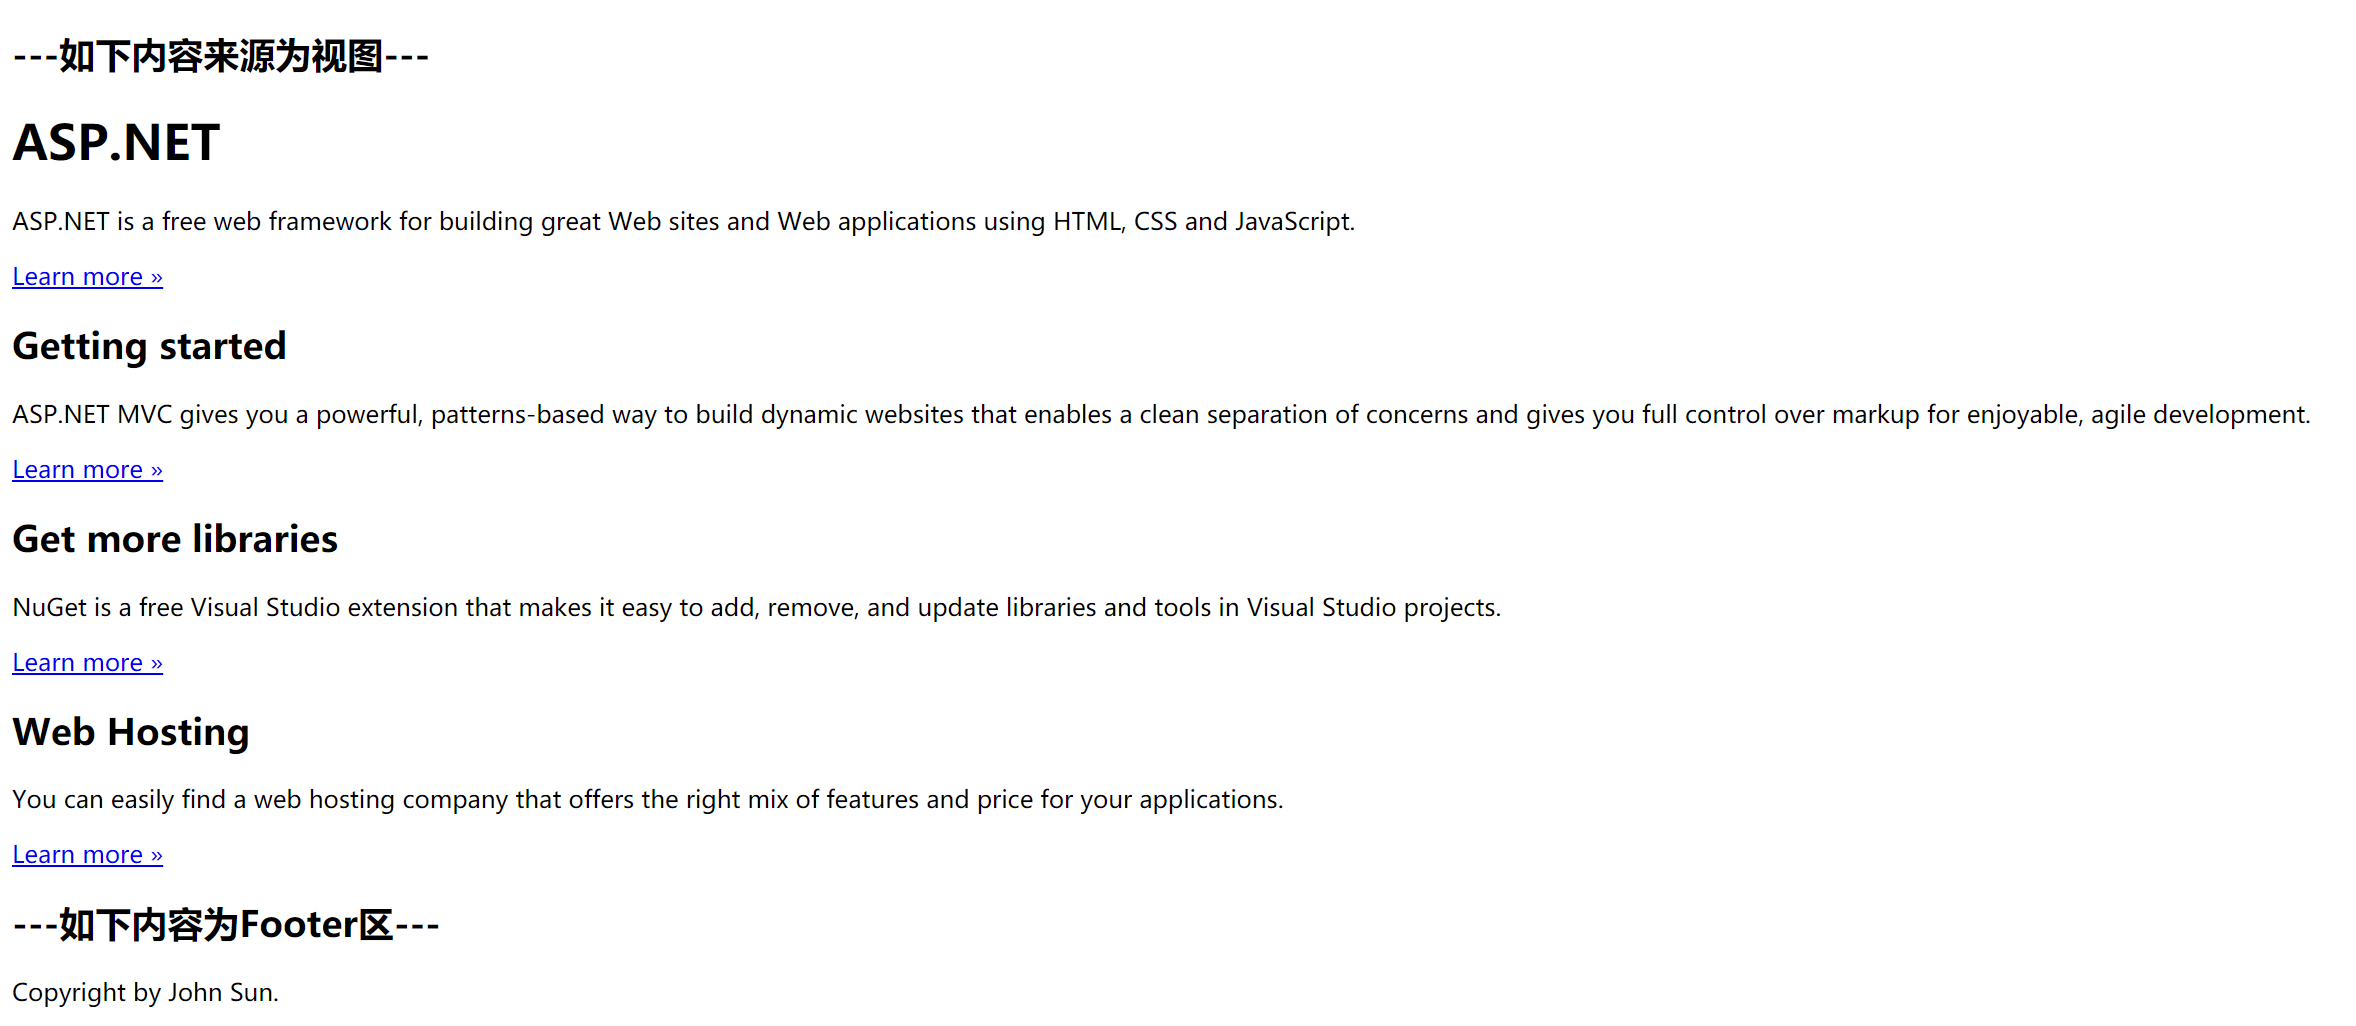 ---如下内容来源为视图---
ASP.NET
ASP.NET is a free web framework for building great Web sites and Web applications using HTML, CSS and JavaScript.
Learn more »
Getting started
ASP.NET MVC gives you a powerful, patterns-based way to build dynamic websites that enables a clean separation of concerns and gives you full control over markup for enjoyable, agile development.
Learn more »
Get more libraries
NuGet is a free Visual Studio extension that makes it easy to add, remove, and update libraries and tools in Visual Studio projects.
Learn more »
Web Hosting
You can easily find a web hosting company that offers the right mix of features and price for your applications.
Learn more »
---如下内容为Footer区---
Copyright by John Sun.